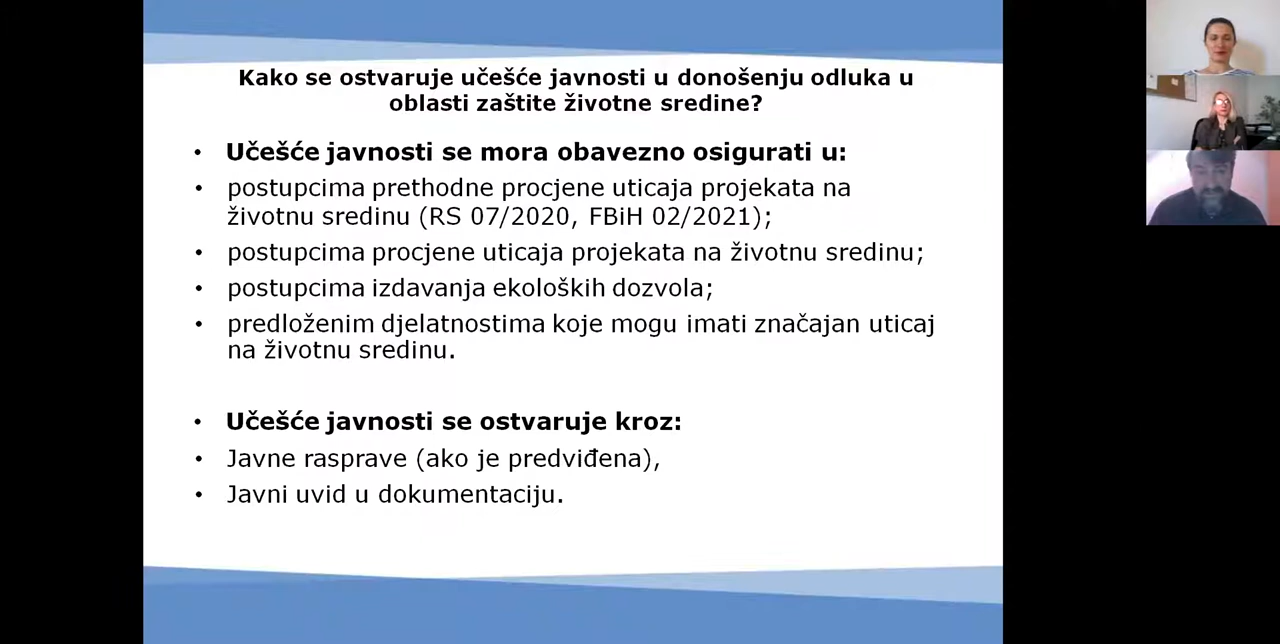 Kako se ostvaruje učešće javnosti u donošenju odluka u
oblasti zaštite životne sredine?
• Učešće javnosti se mora obavezno osigurati u:
• postupcima prethodne procjene uticaja projekata na
životnu sredinu (RS 07/2020, FBiH 02/2021);
• postupcima procjene uticaja projekata na životnu sredinu;
• postupcima izdavanja ekoloških dozvola;
• predloženim djelatnostima koje mogu imati značajan uticaj
na životnu sredinu.
• Učešće javnosti se ostvaruje kroz:
• Javne rasprave (ako je predviđena),
• Javni uvid u dokumentaciju.